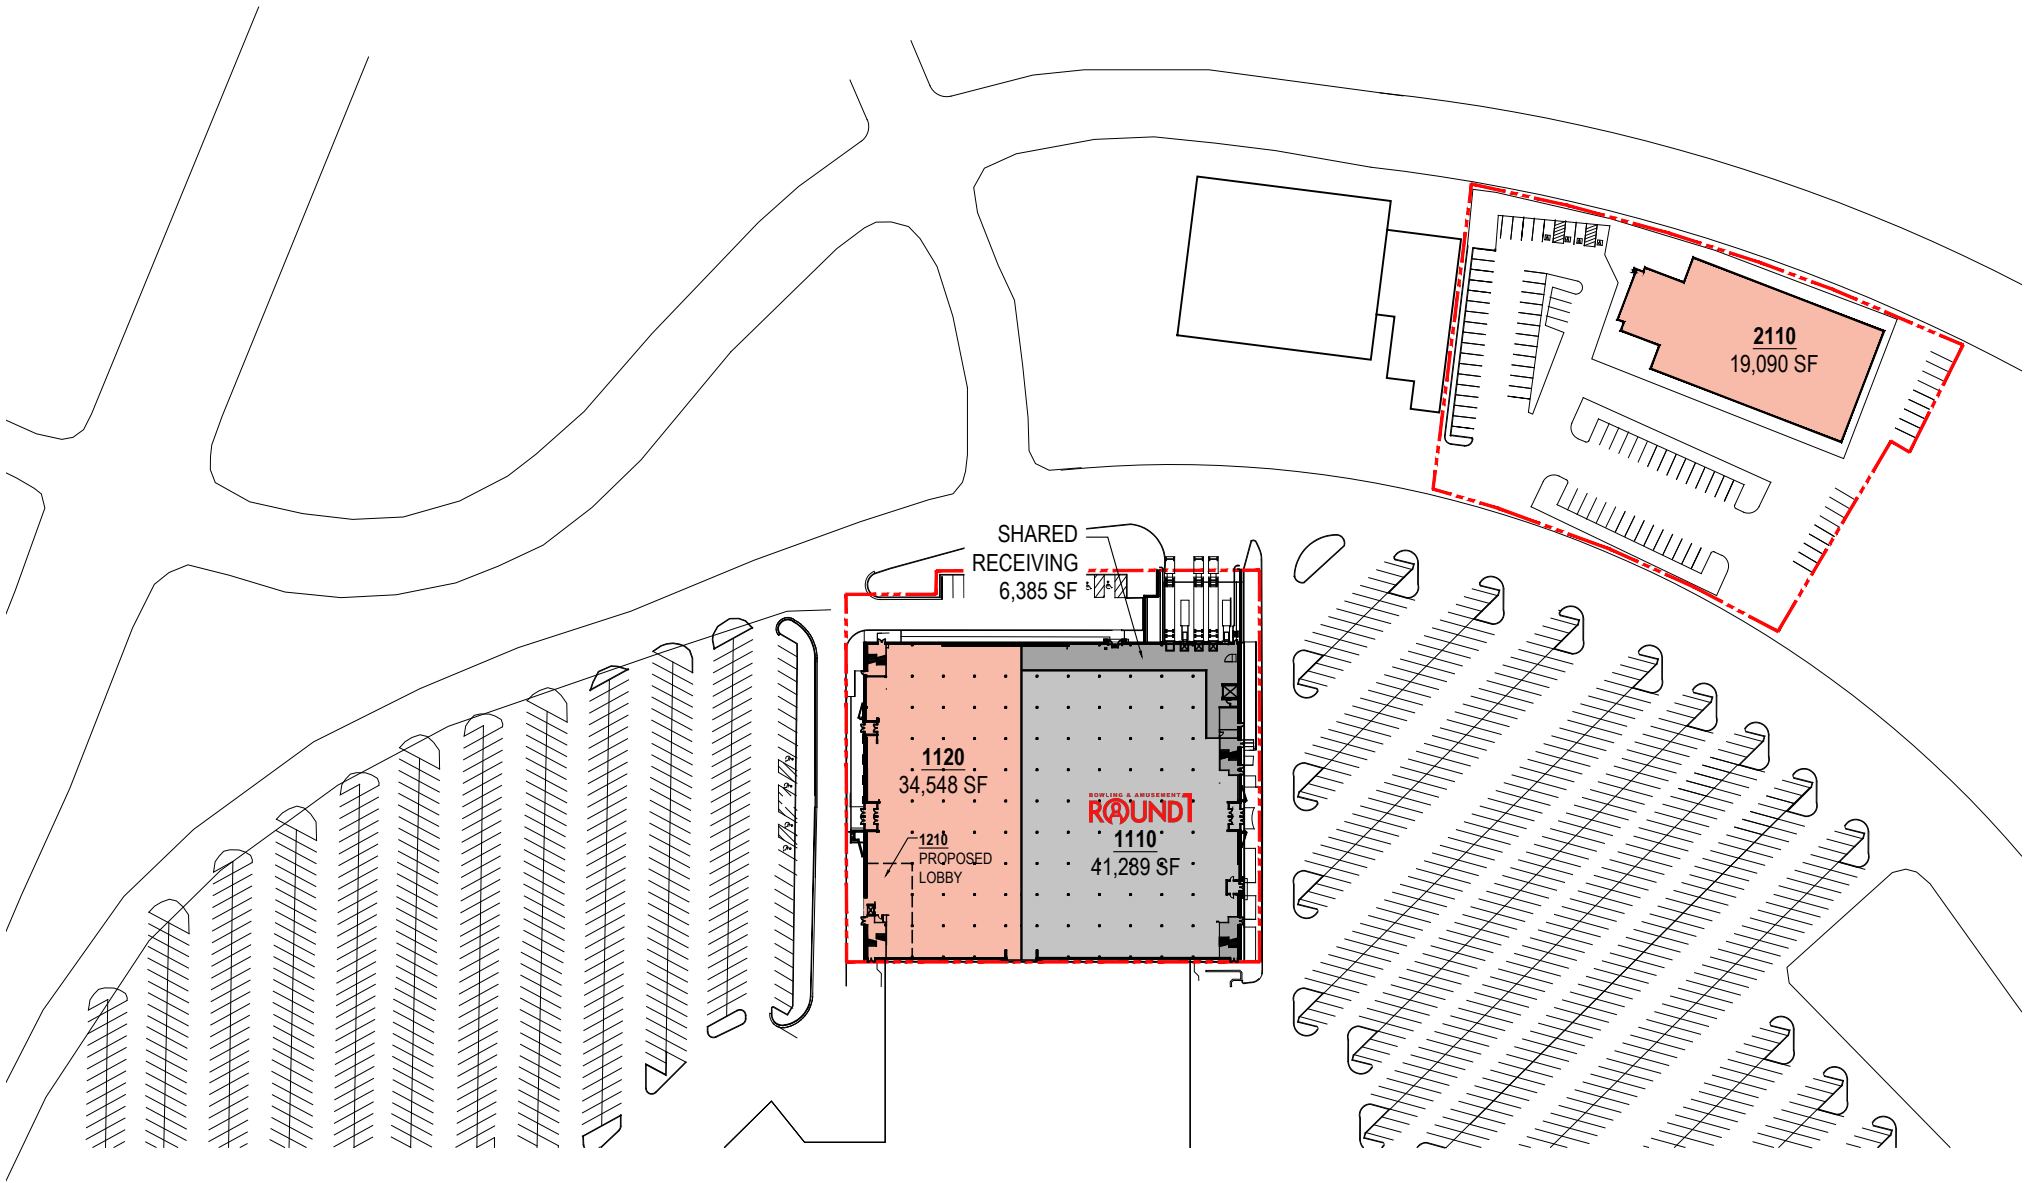 2110
19,090 SF
SHARED
RECEIVING
6,385 SF
1120
34,548 SF
BOWLING & AMUSEMENT
ROUND1
1110
41,289 SF
1210
PROPOSED
LOBBY